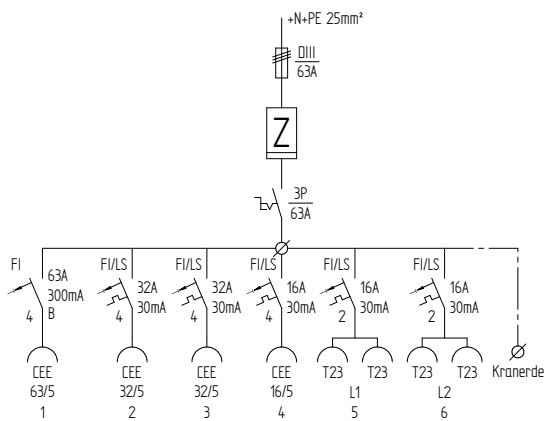 +N+PE 25mm²
DIII
63A
Z
3P
63A
FI
63A
300mA
4 B
FI/LS
32A
30mA
4
FI/LS
32A
30mA
4
FI/LS
16A
30mA
4
FI/LS
16A
30mA
2
FI/LS
16A
30mA
2
CEE
63/5
1
CEE
32/5
2
CEE
32/5
3
CEE
16/5
4
T23 T23
L1
5
T23 T23
L2
6
Kranerde